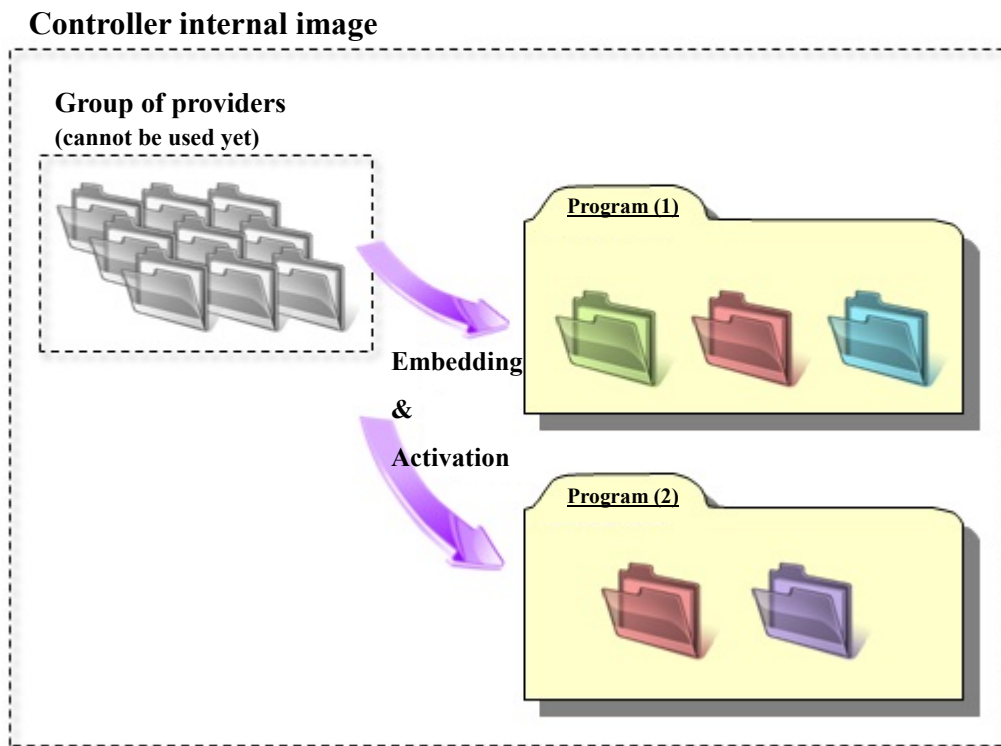 Controller internal image
Group of providers
(cannot be used yet)
Program (1)
Embedding
&
Activation
Program (2)